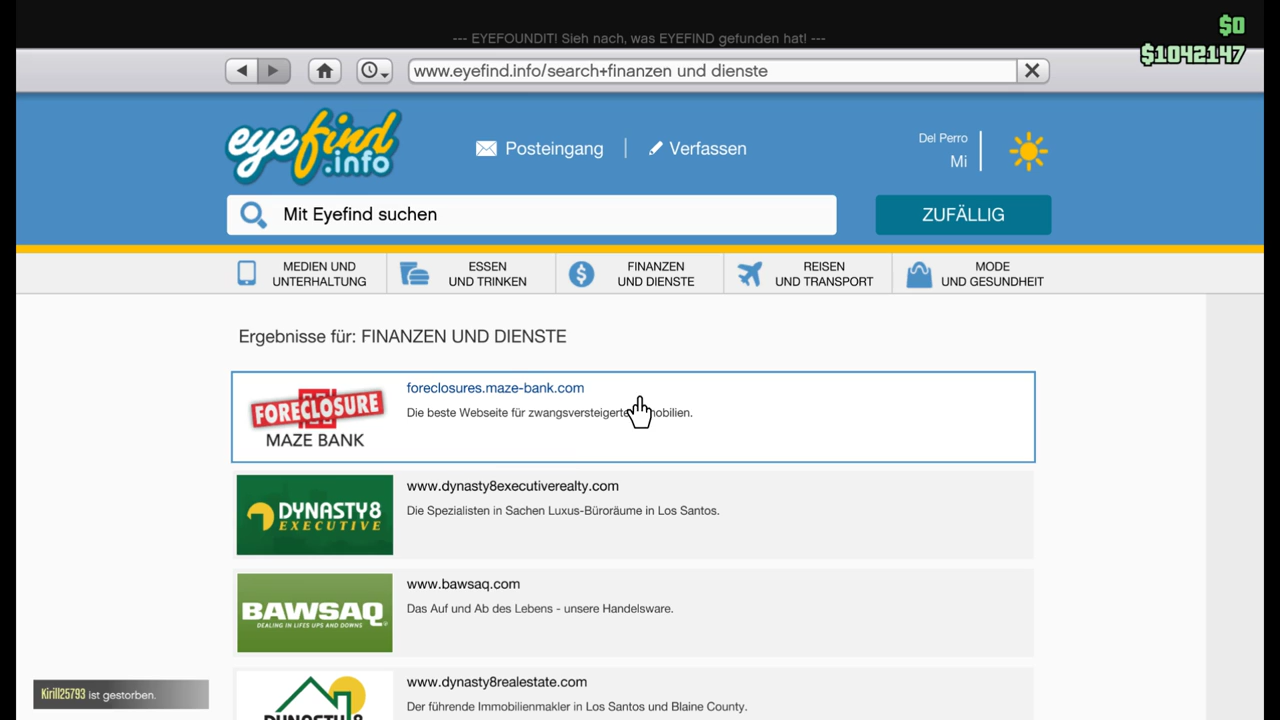 $0
$1042147
--- EYEFOUNDIT! Sieh nach, was EYEFIND gefunden hat! ---
www.eyefind.info/search+finanzen und dienste
eyefind.info
Posteingang
Verfassen
Del Perro
Mi
Mit Eyefind suchen
ZUFÄLLIG
MEDIEN UND UNTERHALTUNG
ESSEN UND TRINKEN
FINANZEN UND DIENSTE
REISEN UND TRANSPORT
MODE UND GESUNDHEIT
Ergebnisse für: FINANZEN UND DIENSTE
FORECLOSURE
MAZE BANK
foreclosures.maze-bank.com
Die beste Webseite für
DYNASTY8
EXECUTIVE
www.dynasty8executiverealty.com
Die Spezialisten in Sachen Luxus-Büroräume in Los Santos.
BAWSAQ
DEALING IN LIFES UPS AND DOWNS
www.bawsaq.com
Das Auf und Ab des Lebens - unsere Handelsware.
DYNASTY8
www.dynasty8realestate.com
Der führende Immobilienmakler in Los Santos und Blaine County.
Kirill25793 ist gestorben.